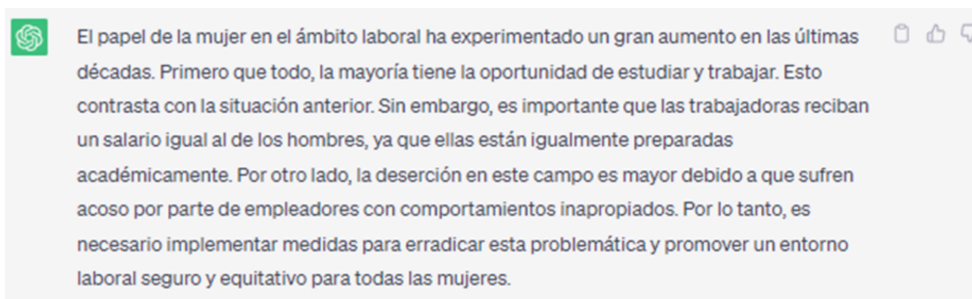 El papel de la mujer en el ámbito laboral ha experimentado un gran aumento en las últimas
décadas. Primero que todo, la mayoría tiene la oportunidad de estudiar y trabajar. Esto
contrasta con la situación anterior. Sin embargo, es importante que las trabajadoras reciban
un salario igual al de los hombres, ya que ellas están igualmente preparadas
académicamente. Por otro lado, la deserción en este campo es mayor debido a que sufren
acoso por parte de empleadores con comportamientos inapropiados. Por lo tanto, es
necesario implementar medidas para erradicar esta problemática y promover un entorno
laboral seguro y equitativo para todas las mujeres.